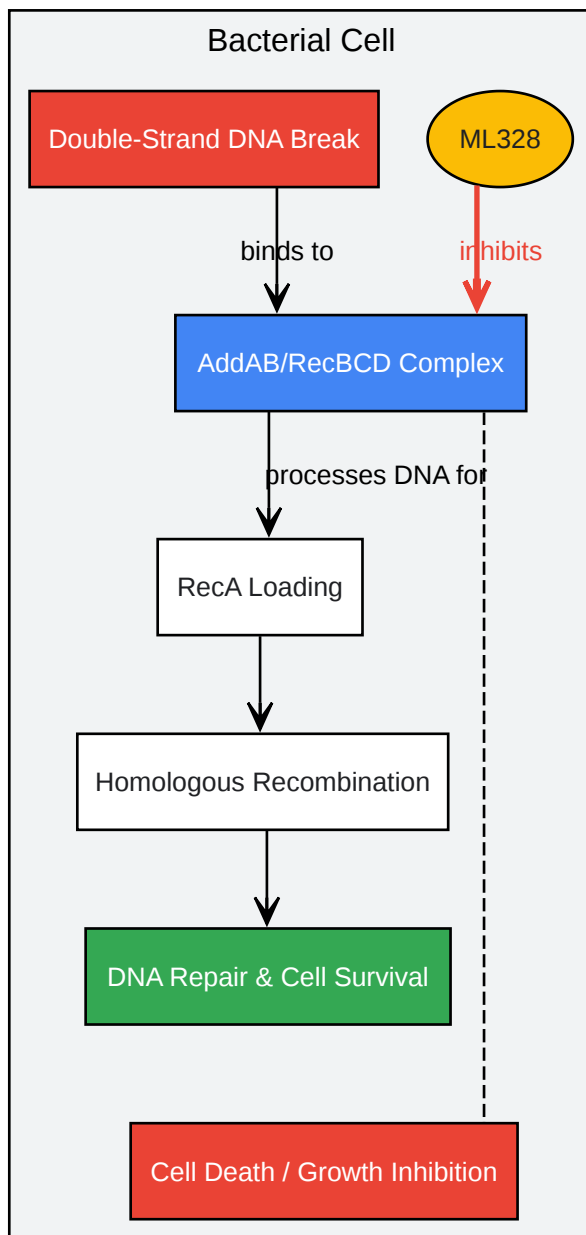 Bacterial Cell
Double-Strand DNA Break
ML328
binds to
inhibits
AddAB/RecBCD Complex
processes DNA for
RecA Loading
Homologous Recombination
DNA Repair & Cell Survival
Cell Death / Growth Inhibition